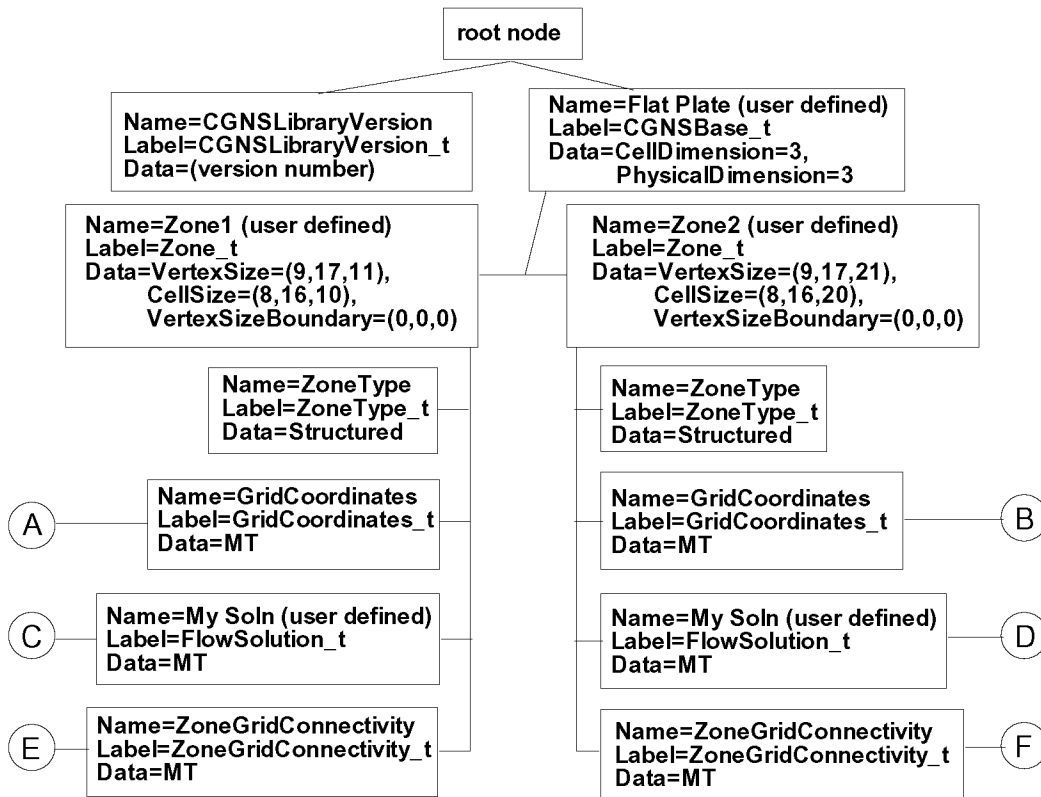 root node
Name=CGNSLibraryVersion
Label=CGNSLibraryVersion_t
Data=(version number)
Name=Flat Plate (user defined)
Label=CGNSBase_t
Data=CellDimension=3,
PhysicalDimension=3
Name=Zone1 (user defined)
Label=Zone_t
Data=VertexSize=(9,17,11),
CellSize=(8,16,10),
VertexSizeBoundary=(0,0,0)
Name=Zone2 (user defined)
Label=Zone_t
Data=VertexSize=(9,17,21),
CellSize=(8,16,20),
VertexSizeBoundary=(0,0,0)
Name=ZoneType
Label=ZoneType_t
Data=Structured
Name=ZoneType
Label=ZoneType_t
Data=Structured
A
Name=GridCoordinates
Label=GridCoordinates_t
Data=MT
Name=GridCoordinates
Label=GridCoordinates_t
Data=MT
B
C
Name=My Soln (user defined)
Label=FlowSolution_t
Data=MT
Name=My Soln (user defined)
Label=FlowSolution_t
Data=MT
D
E
Name=ZoneGridConnectivity
Label=ZoneGridConnectivity_t
Data=MT
Name=ZoneGridConnectivity
Label=ZoneGridConnectivity_t
Data=MT
F